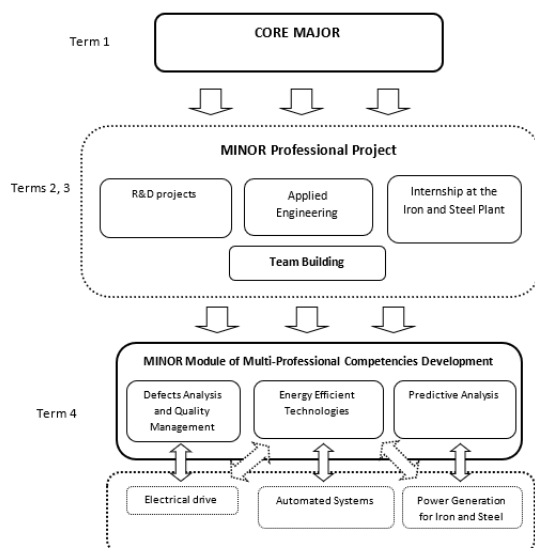 Term 1
CORE MAJOR
Terms 2, 3
MINOR Professional Project
R&D projects
Applied
Engineering
Internship at the
Iron and Steel Plant
Team Building
Term 4
MINOR Module of Multi-Professional Competencies Development
Defects Analysis
and Quality
Management
Energy Efficient
Technologies
Predictive Analysis
Electrical drive
Automated Systems
Power Generation
for Iron and Steel